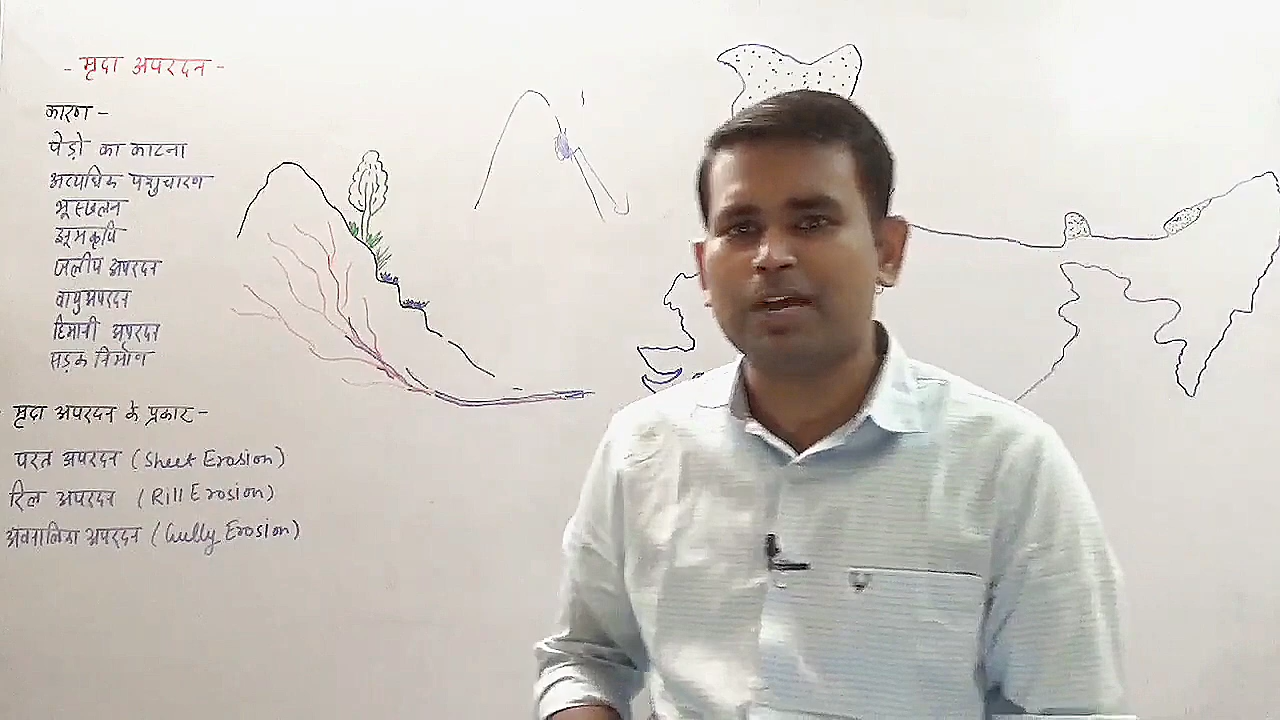 - मृदा अपरदन -
कारण -
पेड़ो का काटना
अत्यधिक पशुचारण
भूस्खलन
झूमकृषि
जलीय अपरदन
वायु अपरदन
हिमानी अपरदन
सड़क निर्माण
मृदा अपरदन के प्रकार -
परत अपरदन (Sheet Erosion)
रिल अपरदन (Rill Erosion)
अवनालिका अपरदन (Gully Erosion)